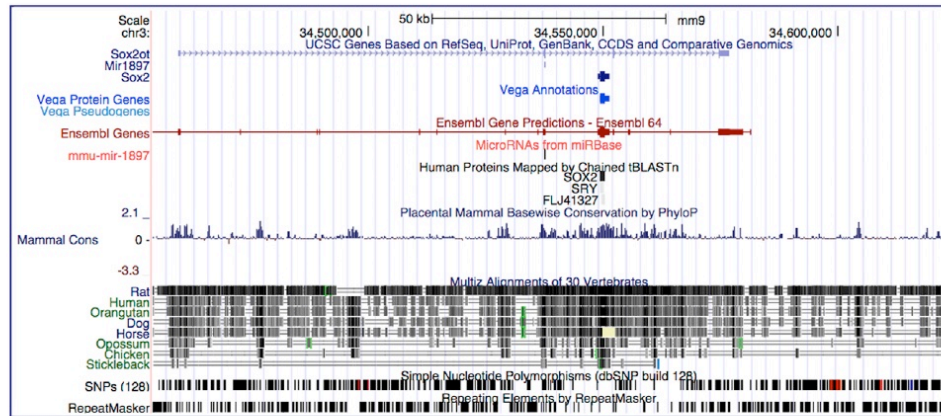 Scale 50 kb mm9
chr3: 34,500,000 34,550,000 34,600,000
UCSC Genes Based on RefSeq, UniProt, GenBank, CCDS and Comparative Genomics
Sox2ot
Mir1897
Sox2
Vega Annotations
Vega Protein Genes
Vega Pseudogenes
Ensembl Gene Predictions - Ensembl 64
Ensembl Genes
MicroRNAs from miRBase
mmu-mir-1897
Human Proteins Mapped by Chained tBLASTn
SOX2
SRY
FLJ41327
Placental Mammal Basewise Conservation by PhyloP
2.1 _
Mammal Cons 0 -
-3.3 _
Multiz Alignments of 30 Vertebrates
Rat
Human
Orangutan
Dog
Horse
Opossum
Chicken
Stickleback
Simple Nucleotide Polymorphisms (dbSNP build 128)
SNPs (128)
Repeating Elements by RepeatMasker
RepeatMasker